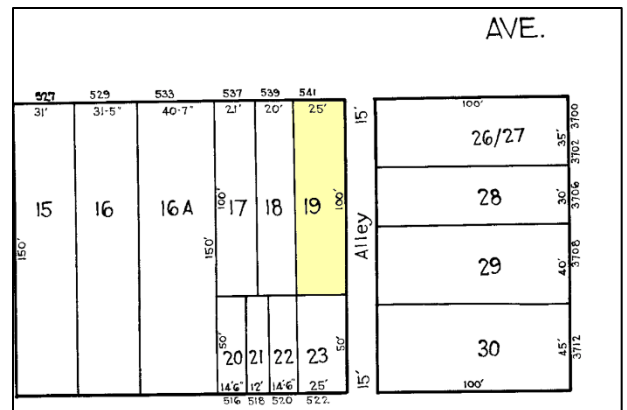 AVE.
527 529 533 537 539 541
31' 31-5" 40-7" 21' 20' 25' 15' 100'
3700
26/27 35' 3702
15 16 16A 100' 17 18 19 100' 28 30' 3706
Alley
150' 150' 29 40' 3708
50' 20 21 22 23 50' 30 45' 3712
14'6" 12' 14'6" 25' 15' 100'
516 518 520 522